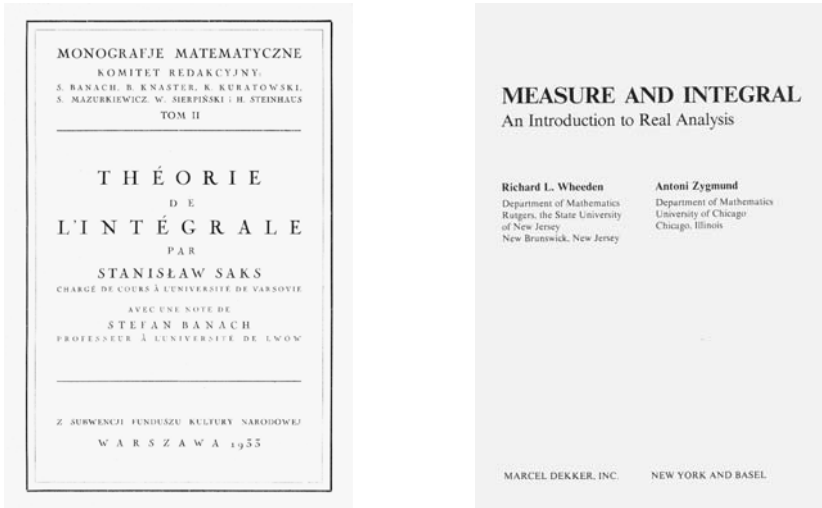 MONOGRAFJE MATEMATYCZNE
KOMITET REDAKCYJNY:
S. BANACH, B. KNASTER, K. KURATOWSKI,
S. MAZURKIEWICZ, W. SIERPIŃSKI i H. STEINHAUS
TOM II
THÉORIE
DE
L'INTÉGRALE
PAR
STANISŁAW SAKS
CHARGÉ DE COURS À L'UNIVERSITÉ DE VARSOVIE
AVEC UNE NOTE DE
STEFAN BANACH
PROFESSEUR À L'UNIVERSITÉ DE LWOW
Z SUBWENCJI FUNDUSZU KULTURY NARODOWEJ
WARSZAWA 1933
MEASURE AND INTEGRAL
An Introduction to Real Analysis
Richard L. Wheeden
Department of Mathematics
Rutgers, the State University
of New Jersey
New Brunswick, New Jersey
Antoni Zygmund
Department of Mathematics
University of Chicago
Chicago, Illinois
MARCEL DEKKER, INC. NEW YORK AND BASEL